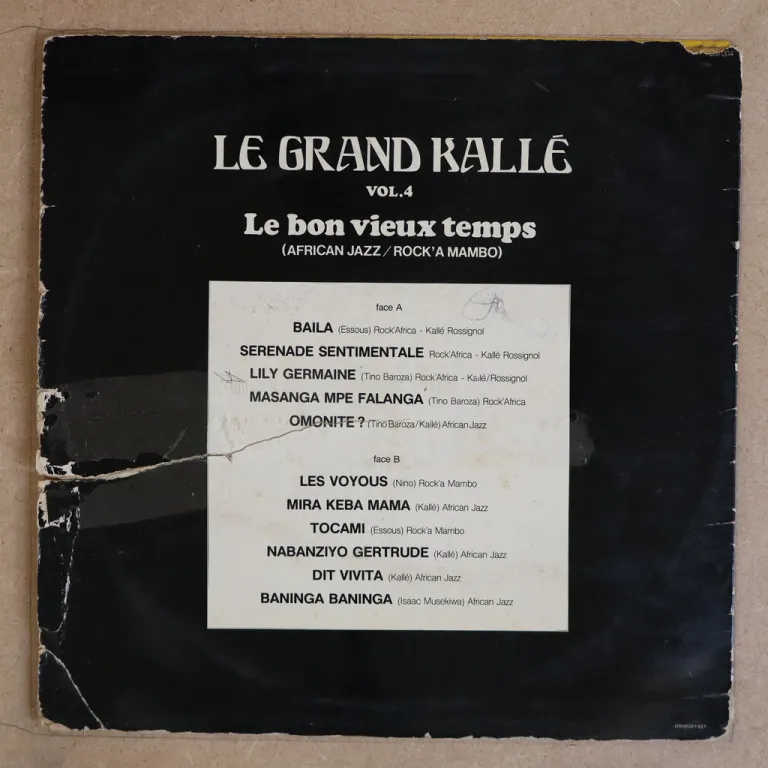 LE GRAND KALLÉ
VOL.4
Le bon vieux temps
(AFRICAN JAZZ / ROCK'A MAMBO)
face A
BAILA (Essous) Rock'Africa - Kallé Rossignol
SERENADE SENTIMENTALE Rock'Africa - Kallé Rossignol
LILY GERMAINE (Tino Baroza) Rock'Africa - Kallé/Rossignol
MASANGA MPE FALANGA (Tino Baroza) Rock'Africa
OMONITE ? (Tino Baroza/Kallé) African Jazz
face B
LES VOYOUS (Nino) Rock'a Mambo
MIRA KEBA MAMA (Kallé) African Jazz
TOCAMI (Essous) Rock'a Mambo
NABANZIYO GERTRUDE (Kallé) African Jazz
DIT VIVITA (Kallé) African Jazz
BANINGA BANINGA (Isaac Musekiwa) African Jazz